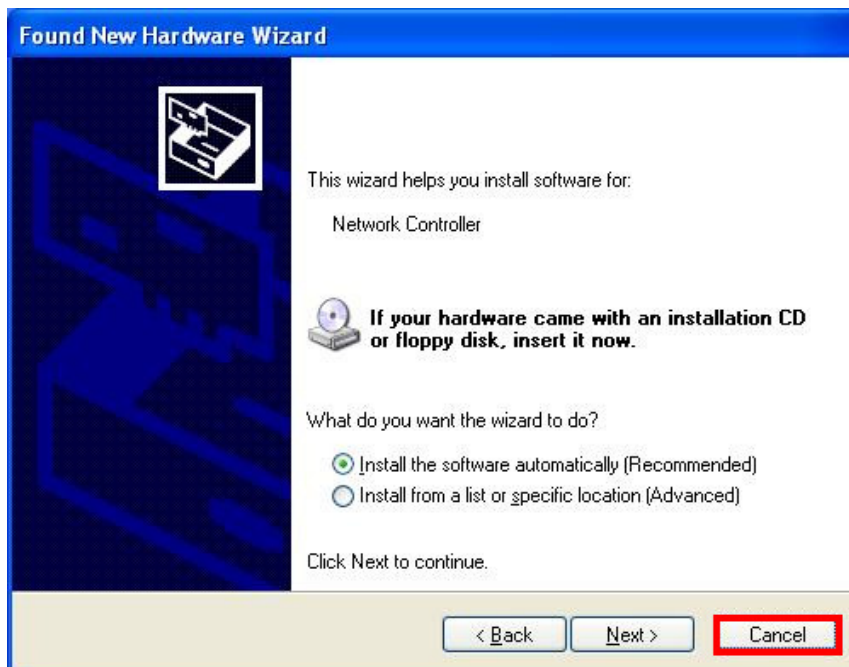 Found New Hardware Wizard
This wizard helps you install software for:
Network Controller
If your hardware came with an installation CD
or floppy disk, insert it now.
What do you want the wizard to do?
Install the software automatically (Recommended)
Install from a list or specific location (Advanced)
Click Next to continue.
< Back Next > Cancel